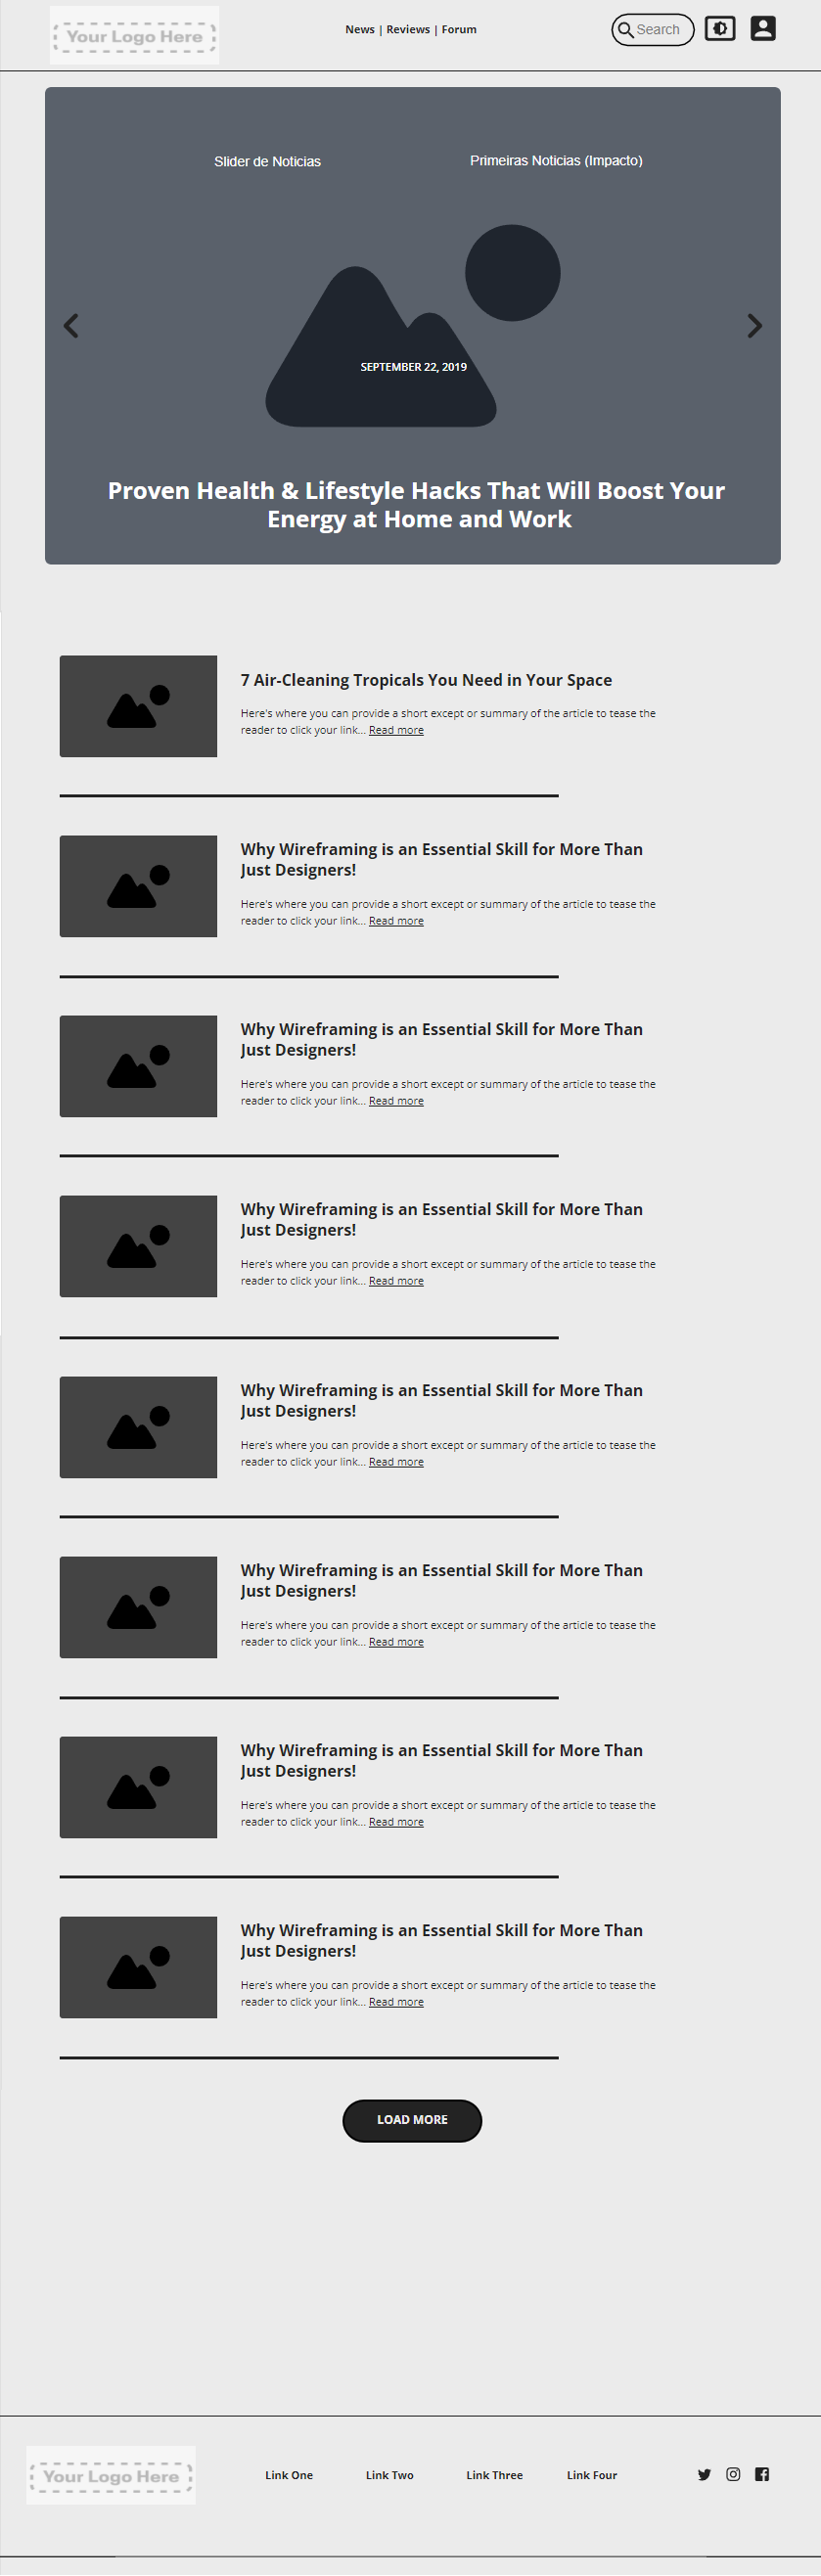 Your Logo Here
News | Reviews | Forum
Search
Slider de Noticias
Primeiras Noticias (Impacto)
SEPTEMBER 22, 2019
Proven Health & Lifestyle Hacks That Will Boost Your
Energy at Home and Work
7 Air-Cleaning Tropicals You Need in Your Space
Here's where you can provide a short except or summary of the article to tease the
reader to click your link... Read more
Why Wireframing is an Essential Skill for More Than
Just Designers!
Here's where you can provide a short except or summary of the article to tease the
reader to click your link... Read more
Why Wireframing is an Essential Skill for More Than
Just Designers!
Here's where you can provide a short except or summary of the article to tease the
reader to click your link... Read more
Why Wireframing is an Essential Skill for More Than
Just Designers!
Here's where you can provide a short except or summary of the article to tease the
reader to click your link... Read more
Why Wireframing is an Essential Skill for More Than
Just Designers!
Here's where you can provide a short except or summary of the article to tease the
reader to click your link... Read more
Why Wireframing is an Essential Skill for More Than
Just Designers!
Here's where you can provide a short except or summary of the article to tease the
reader to click your link... Read more
Why Wireframing is an Essential Skill for More Than
Just Designers!
Here's where you can provide a short except or summary of the article to tease the
reader to click your link... Read more
Why Wireframing is an Essential Skill for More Than
Just Designers!
Here's where you can provide a short except or summary of the article to tease the
reader to click your link... Read more
LOAD MORE
Your Logo Here
Link One
Link Two
Link Three
Link Four